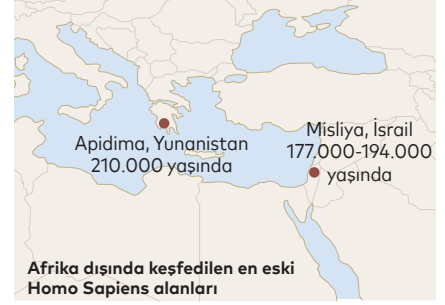 Apidima, Yunanistan
210.000 yaşında
Misliya, İsrail
177.000-194.000
yaşında
Afrika dışında keşfedilen en eski
Homo Sapiens alanları